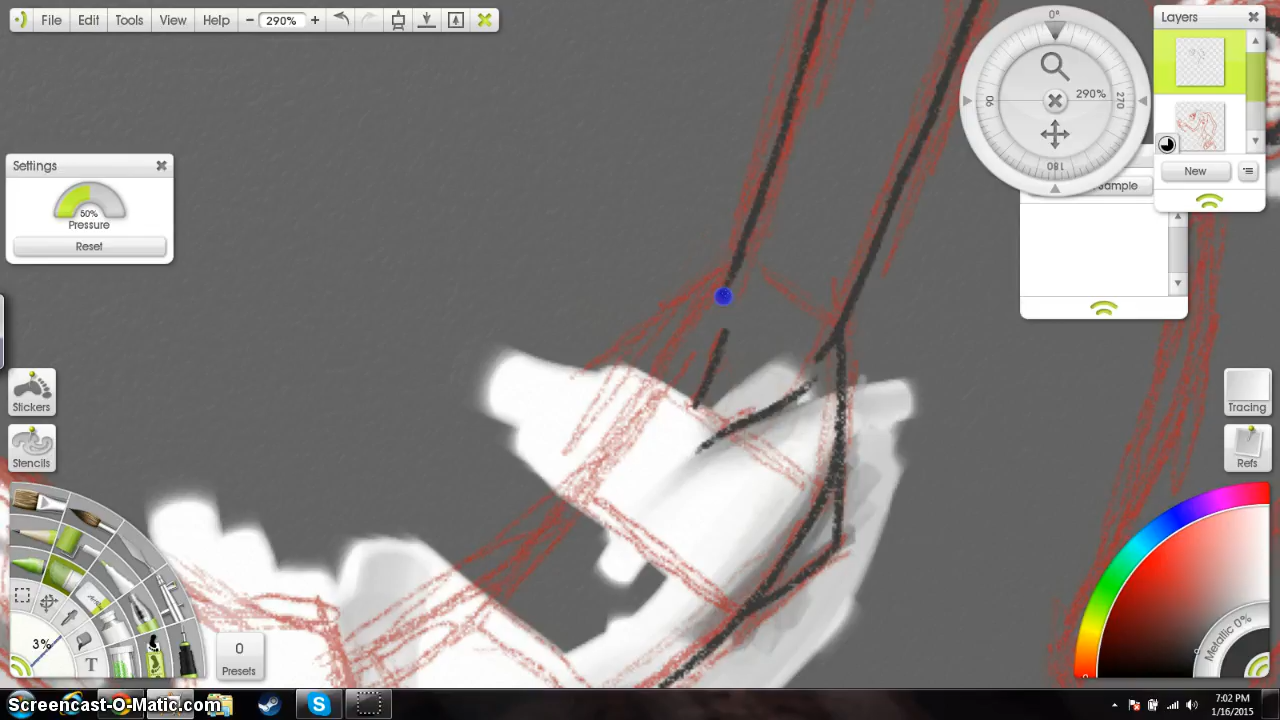 File Edit Tools View Help − 290% +
0°
Layers
290%
90
270
180
Sample
New
Settings
50%
Pressure
Reset
Stickers
Stencils
Tracing
Refs
3%
T
0
Presets
Metallic 0%
Screencast-O-Matic.com
7:02 PM
1/16/2015